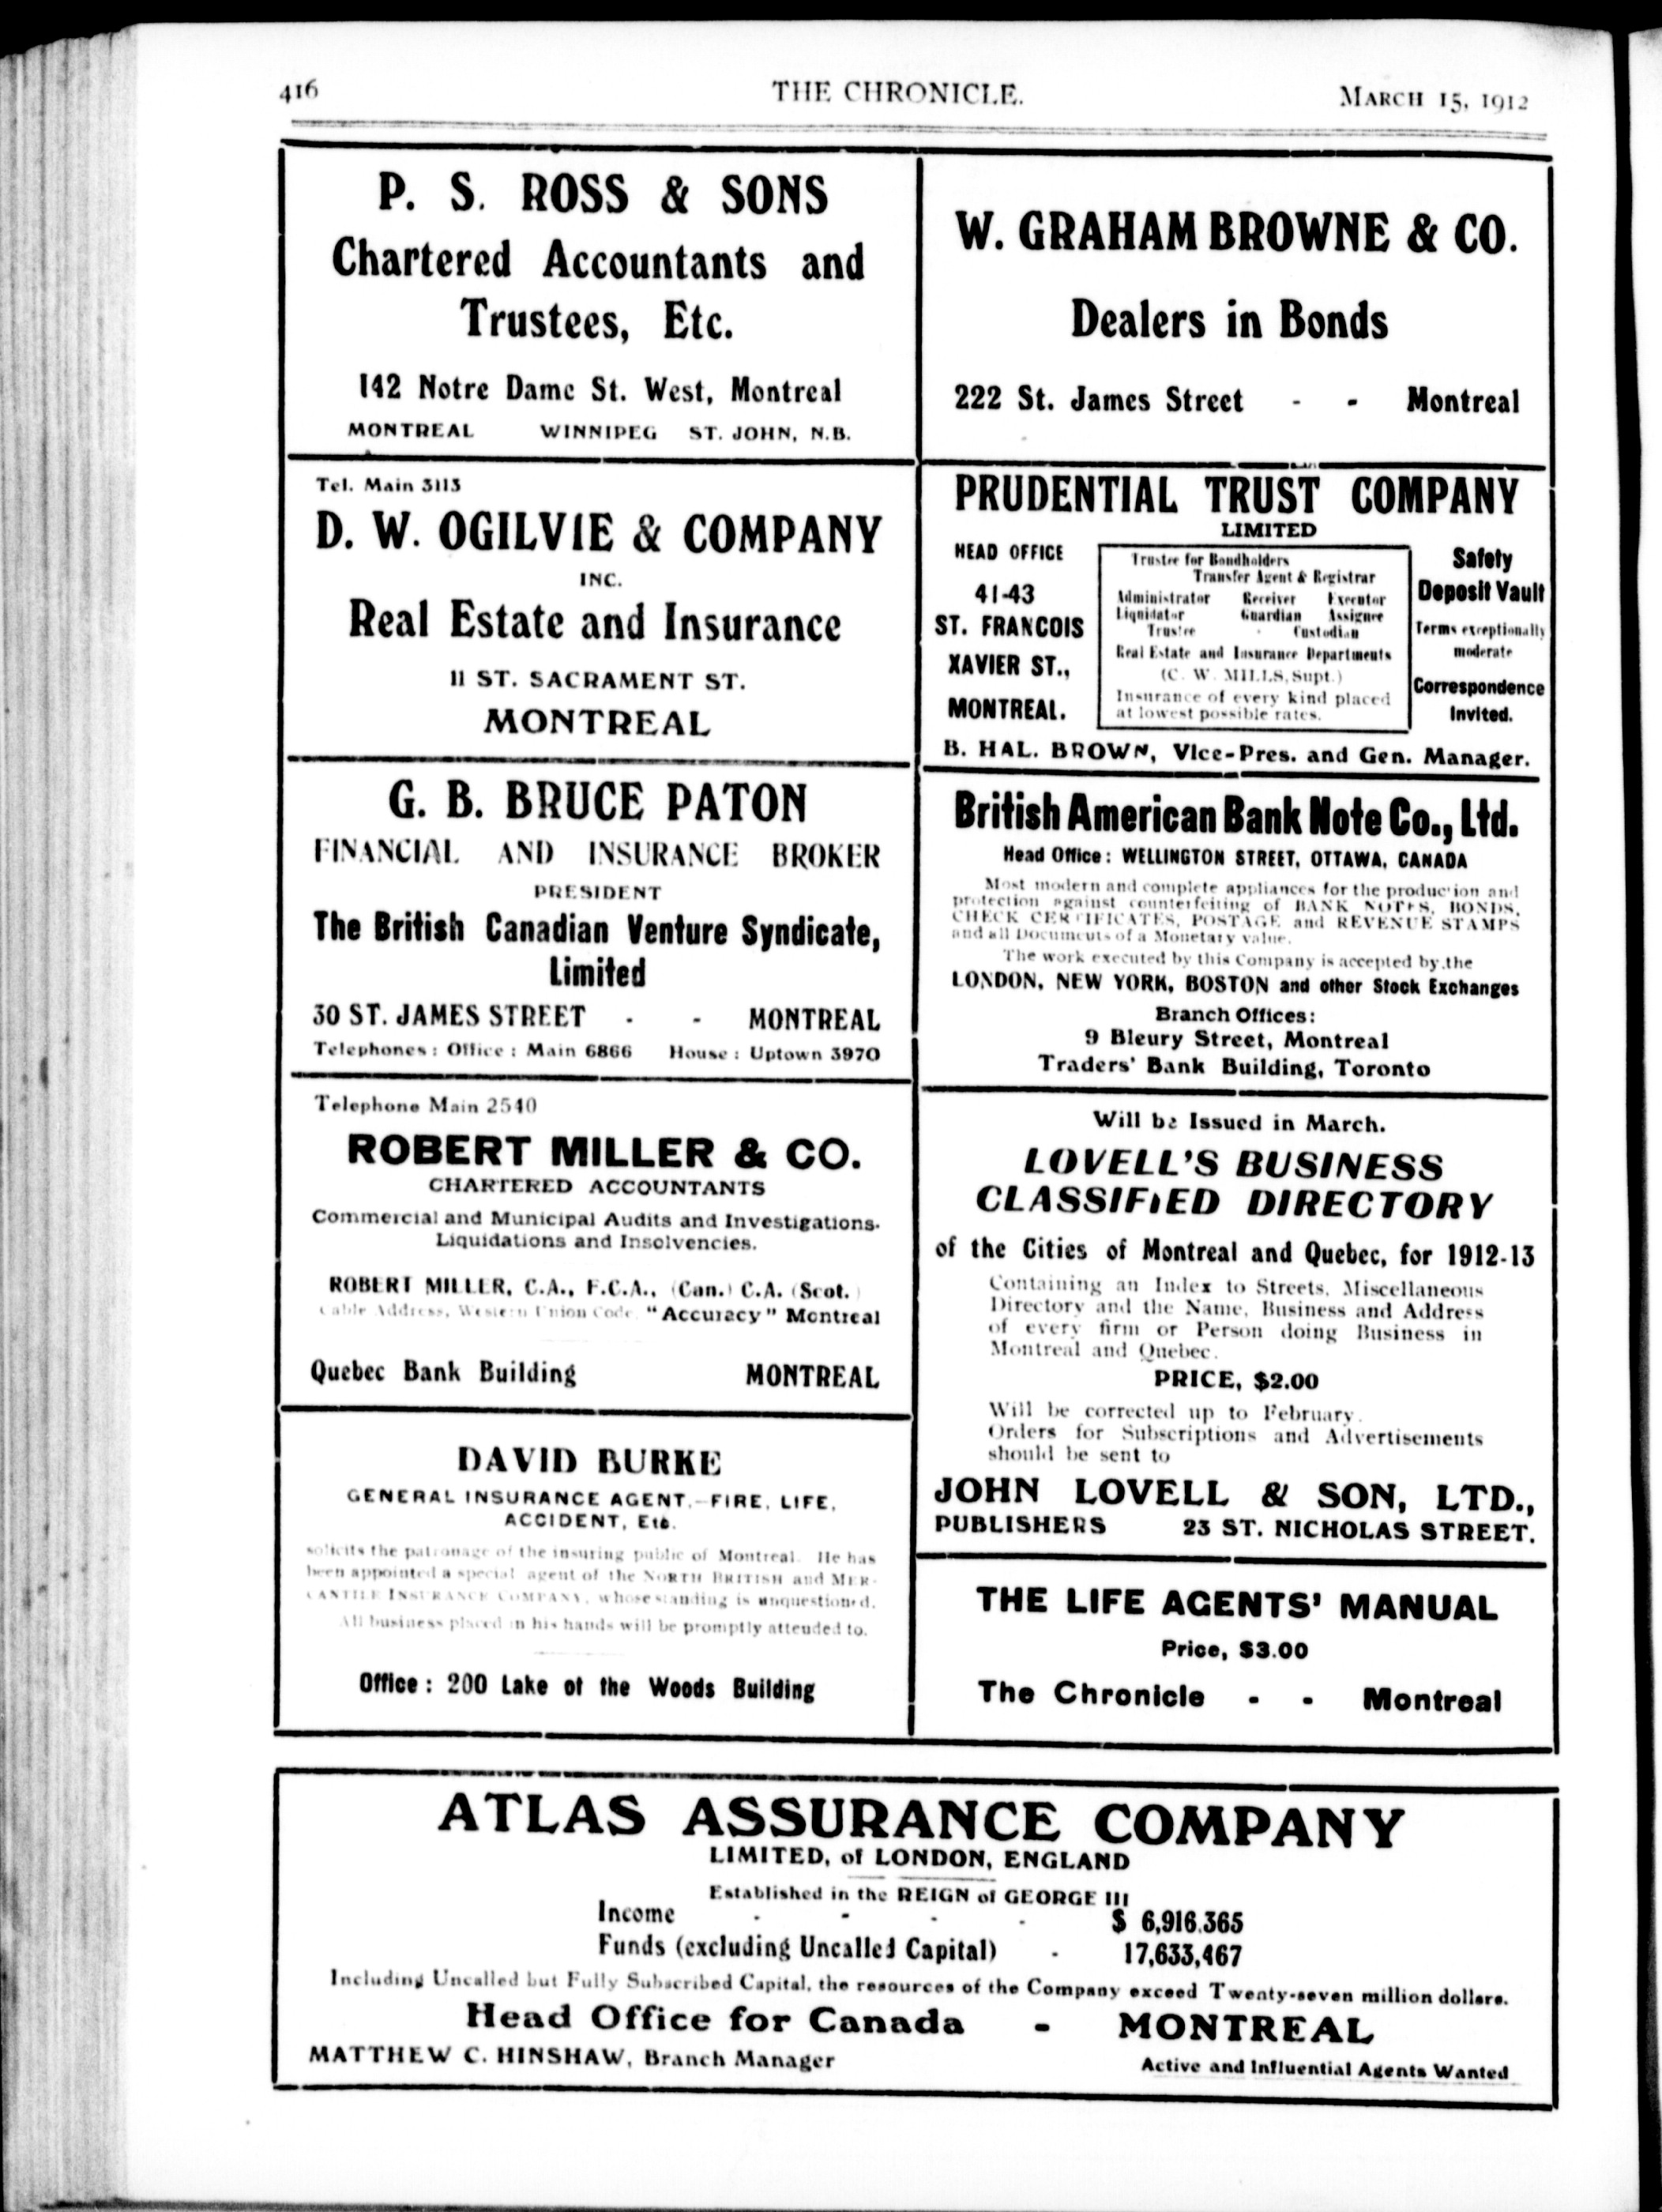 416
THE CHRONICLE.
MARCH 15, 1912
P. S. ROSS & SONS
Chartered Accountants and
Trustees, Etc.
142 Notre Dame St. West, Montreal
MONTREAL WINNIPEG ST. JOHN, N.B.
Tel. Main 3113
D. W. OGILVIE & COMPANY
INC.
Real Estate and Insurance
11 ST. SACRAMENT ST.
MONTREAL
G. B. BRUCE PATON
FINANCIAL AND INSURANCE BROKER
PRESIDENT
The British Canadian Venture Syndicate,
Limited
30 ST. JAMES STREET - - MONTREAL
Telephones: Office: Main 6866 House: Uptown 3970
Telephone Main 2540
ROBERT MILLER & CO.
CHARTERED ACCOUNTANTS
Commercial and Municipal Audits and Investigations.
Liquidations and Insolvencies.
ROBERT MILLER, C.A., F.C.A., (Can.) C.A. (Scot.)
Cable Address, Western Union Code, "Accuracy" Montreal
Quebec Bank Building MONTREAL
DAVID BURKE
GENERAL INSURANCE AGENT,—FIRE, LIFE,
ACCIDENT, Etc.
solicits the patronage of the insuring public of Montreal. He has
been appointed a special agent of the NORTH BRITISH and MER-
CANTILE INSURANCE COMPANY, whose standing is unquestioned.
All business placed in his hands will be promptly attended to.
Office: 200 Lake of the Woods Building
W. GRAHAM BROWNE & CO.
Dealers in Bonds
222 St. James Street - - Montreal
PRUDENTIAL TRUST COMPANY
LIMITED
HEAD OFFICE
41-43
ST. FRANCOIS
XAVIER ST.,
MONTREAL.
Trustee for Bondholders
Transfer Agent & Registrar
Administrator Receiver Executor
Liquidator Guardian Assignee
Trustee Custodian
Real Estate and Insurance Departments
(C. W. MILLS, Supt.)
Insurance of every kind placed
at lowest possible rates.
Safety
Deposit Vault
Terms exceptionally
moderate
Correspondence
Invited.
B. HAL. BROWN, Vice-Pres. and Gen. Manager.
British American Bank Note Co., Ltd.
Head Office: WELLINGTON STREET, OTTAWA, CANADA
Most modern and complete appliances for the production and
protection against counterfeiting of BANK NOTES, BONDS,
CHECK CERTIFICATES, POSTAGE and REVENUE STAMPS
and all Documents of a Monetary value.
The work executed by this Company is accepted by the
LONDON, NEW YORK, BOSTON and other Stock Exchanges
Branch Offices:
9 Bleury Street, Montreal
Traders' Bank Building, Toronto
Will be Issued in March.
LOVELL'S BUSINESS
CLASSIFIED DIRECTORY
of the Cities of Montreal and Quebec, for 1912-13
Containing an Index to Streets, Miscellaneous
Directory and the Name, Business and Address
of every firm or Person doing Business in
Montreal and Quebec.
PRICE, $2.00
Will be corrected up to February.
Orders for Subscriptions and Advertisements
should be sent to
JOHN LOVELL & SON, LTD.,
PUBLISHERS 23 ST. NICHOLAS STREET.
THE LIFE AGENTS' MANUAL
Price, $3.00
The Chronicle - - Montreal
ATLAS ASSURANCE COMPANY
LIMITED, of LONDON, ENGLAND
Established in the REIGN of GEORGE III
Income - - - - $ 6,916,365
Funds (excluding Uncalled Capital) - 17,633,467
Including Uncalled but Fully Subscribed Capital, the resources of the Company exceed Twenty-seven million dollars.
Head Office for Canada - MONTREAL
MATTHEW C. HINSHAW, Branch Manager
Active and Influential Agents Wanted